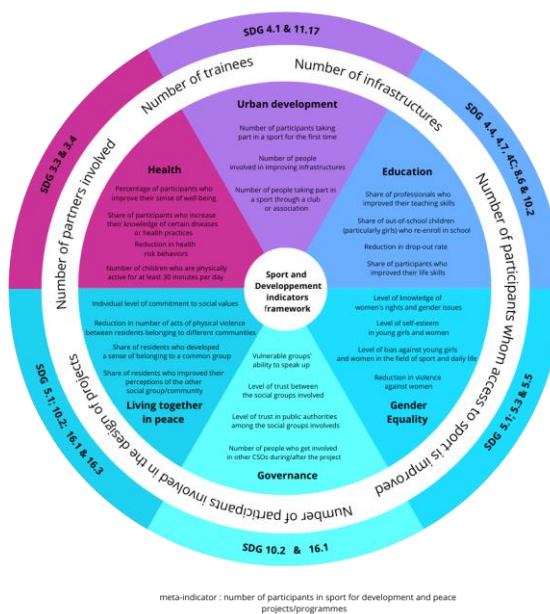 SDG 4.1 & 11.17
SDG 4.4, 4.7, 4C; 8.6 & 10.2
SDG 5.1; 5.3 & 5.5
SDG 10.2 & 16.1
SDG 5.1; 10.2; 16.1 & 16.3
SDG 3.3 & 3.4
Number of trainees
Number of infrastructures
Number of participants whom access to sport is improved
Number of participants involved in the design of projects
Number of partners involved
Urban development
Number of participants taking
part in a sport for the first time
Number of people
involved in improving infrastructures
Number of people taking part in
a sport through a club
or association
Education
Share of professionals who
improved their teaching skills
Share of out-of-school children
(particularly girls) who re-enroll in school
Reduction in drop-out rate
Share of participants who
improved their life skills
Level of knowledge of
women's rights and gender issues
Level of self-esteem
in young girls and women
Level of bias against young girls
and women in the field of sport and daily life
Reduction in violence
against women
Gender
Equality
Vulnerable groups'
ability to speak up
Level of trust between
the social groups involved
Level of trust in public authorities
among the social groups involveds
Number of people who get involved
in other CSOs during/after the project
Governance
Individual level of commitment to social values
Reduction in number of acts of physical violence
between residents belonging to different communities
Share of residents who developed
a sense of belonging to a common group
Share of residents who improved their
perceptions of the other
social group/community
Living together
in peace
Health
Percentage of participants who
improve their sense of well-being
Share of participants who increase
their knowledge of certain diseases
or health practices
Reduction in health
risk behaviors
Number of children who are physically
active for at least 30 minutes per day
Sport and
Developpement
indicators
framework
meta-indicator : number of participants in sport for development and peace
projects/programmes